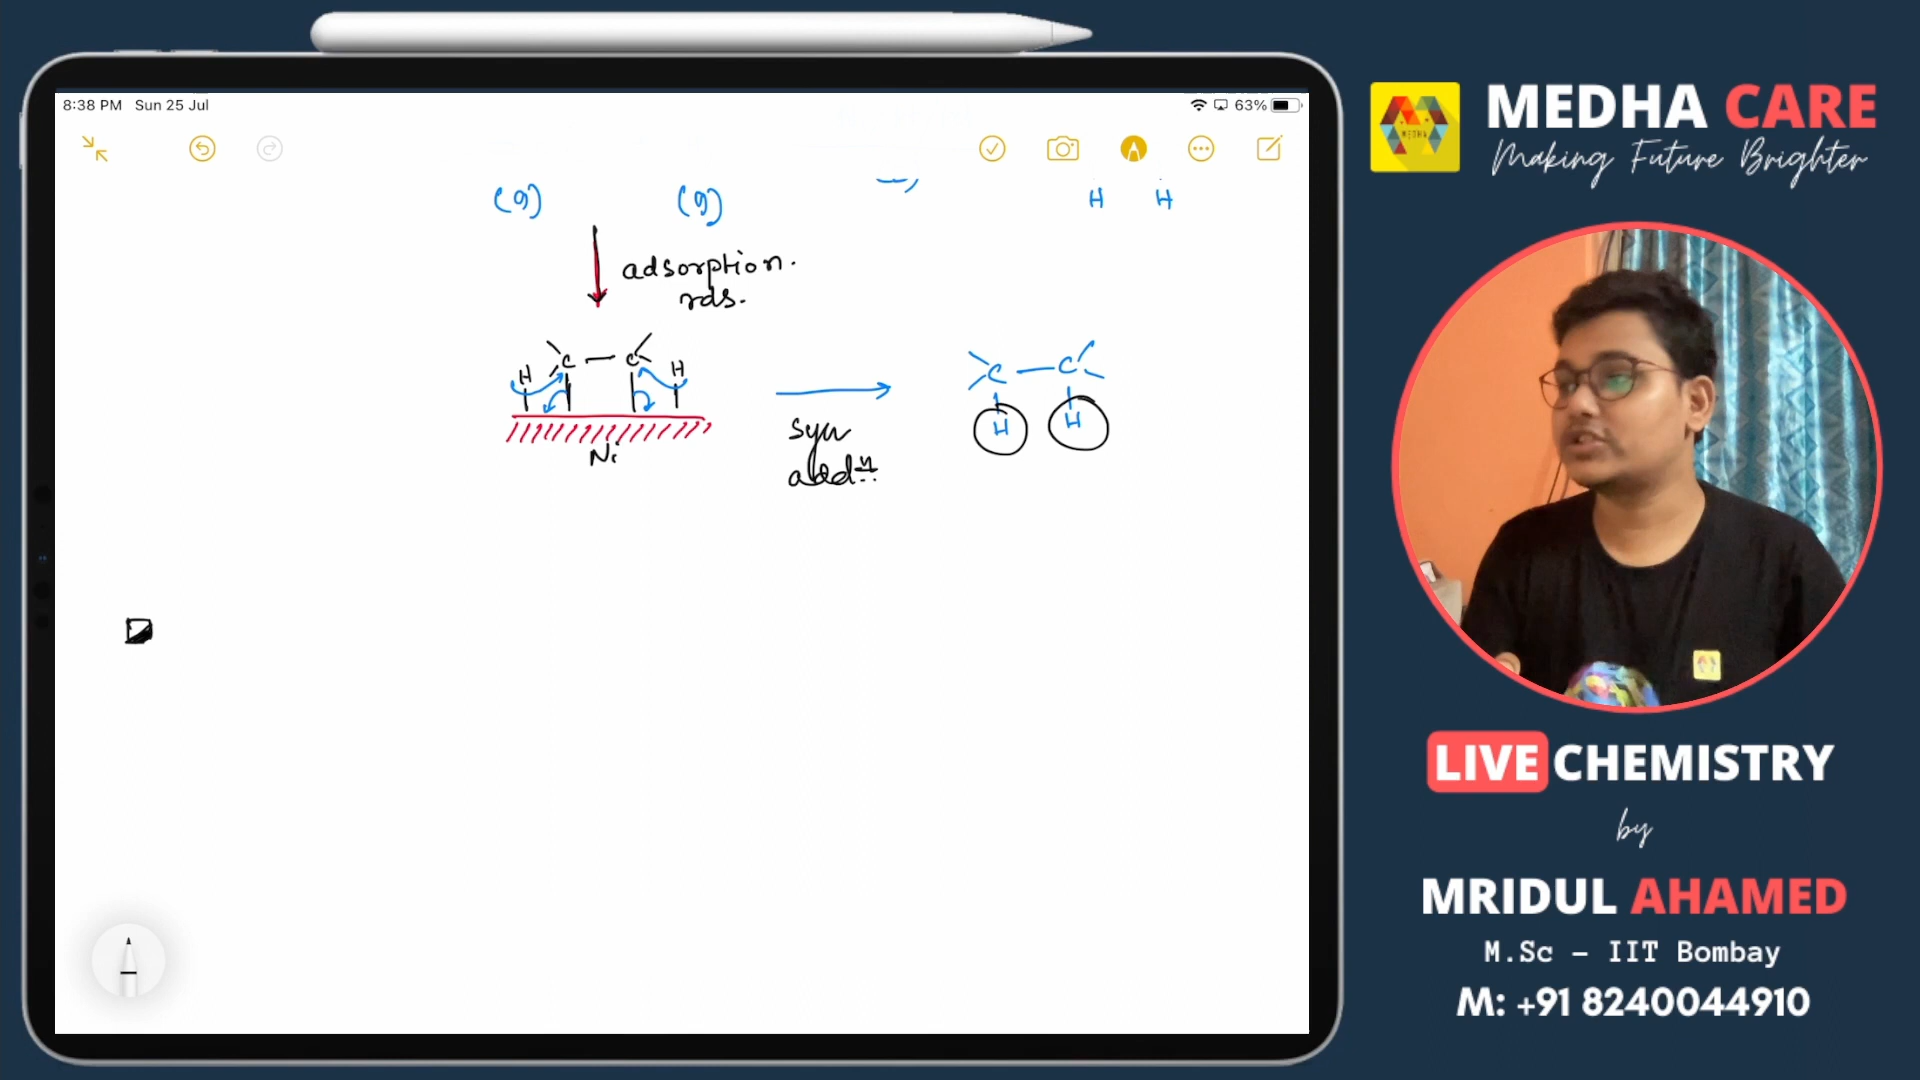 8:38 PM Sun 25 Jul
63%
(g) (g) H H
adsorption.
rds.
C — C
H H
Ni
syn
addn
C — C
H H
MEDHA CARE
Making Future Brighter
MEDHA
LIVE CHEMISTRY
by
MRIDUL AHAMED
M.Sc – IIT Bombay
M: +91 8240044910